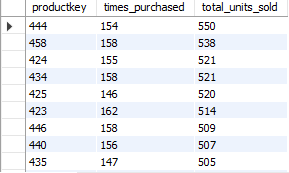 productkey times_purchased total_units_sold
444 154 550
458 158 538
424 155 521
434 158 521
425 146 520
423 162 514
446 158 509
440 156 507
435 147 505